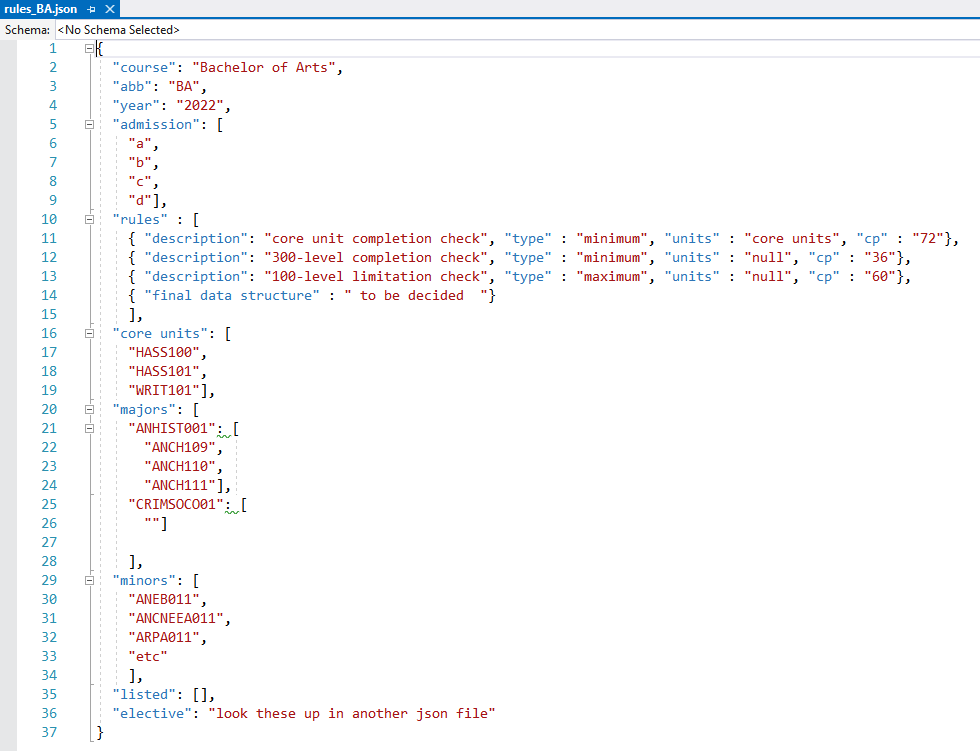 rules_BA.json
Schema: <No Schema Selected>
1 {
2 "course": "Bachelor of Arts",
3 "abb": "BA",
4 "year": "2022",
5 "admission": [
6 "a",
7 "b",
8 "c",
9 "d"],
10 "rules" : [
11 { "description": "core unit completion check", "type" : "minimum", "units" : "core units", "cp" : "72"},
12 { "description": "300-level completion check", "type" : "minimum", "units" : "null", "cp" : "36"},
13 { "description": "100-level limitation check", "type" : "maximum", "units" : "null", "cp" : "60"},
14 { "final data structure" : " to be decided  "}
15 ],
16 "core units": [
17 "HASS100",
18 "HASS101",
19 "WRIT101"],
20 "majors": [
21 "ANHIST001": [
22 "ANCH109",
23 "ANCH110",
24 "ANCH111"],
25 "CRIMSOCO01": [
26 ""]
27
28 ],
29 "minors": [
30 "ANEB011",
31 "ANCNEEA011",
32 "ARPA011",
33 "etc"
34 ],
35 "listed": [],
36 "elective": "look these up in another json file"
37 }